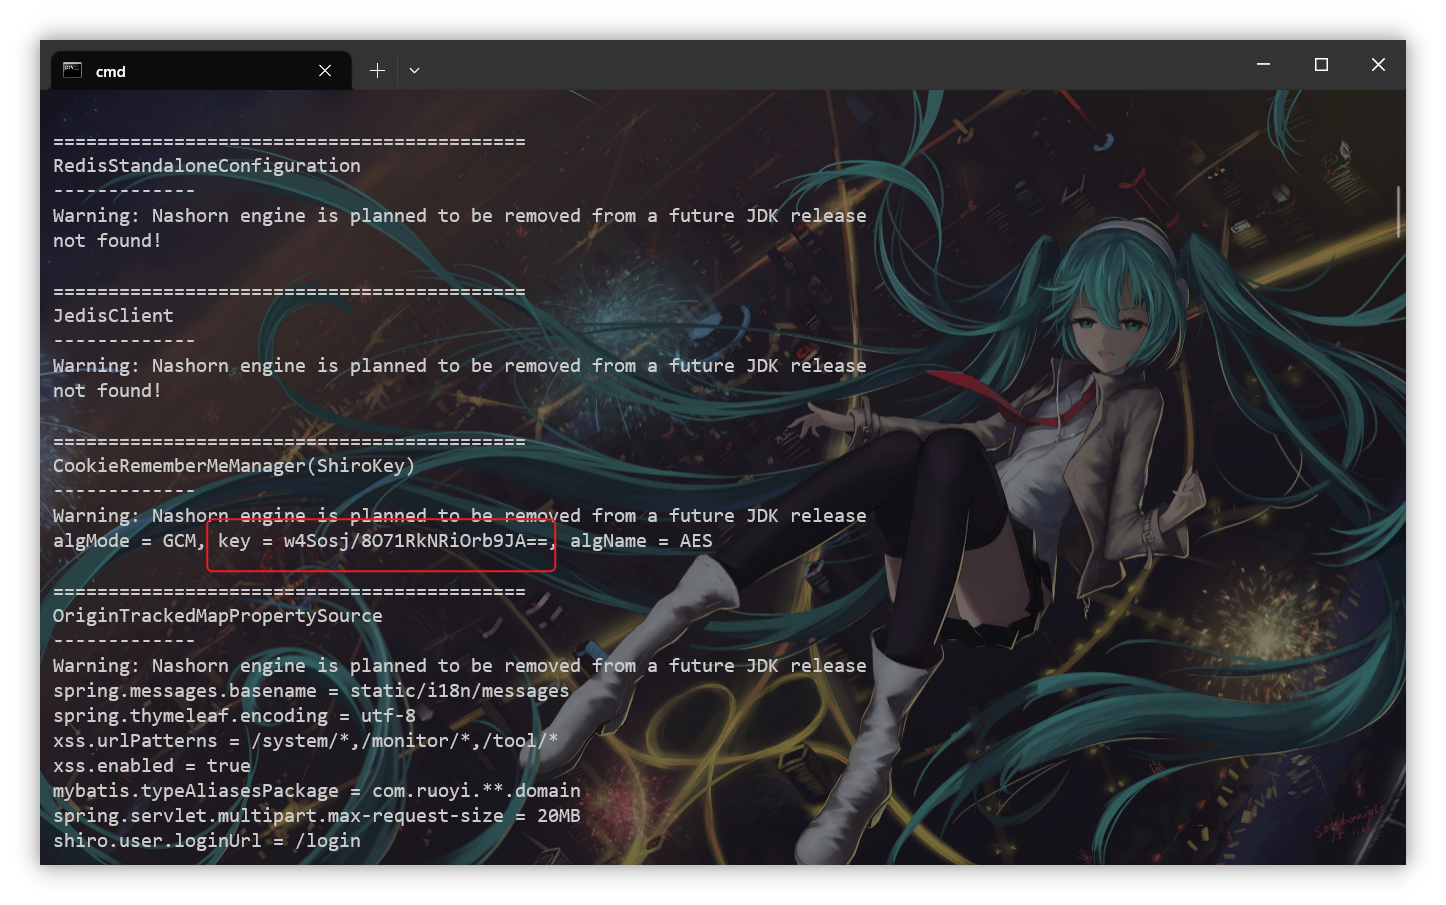 cmd
===========================================
RedisStandaloneConfiguration
-------------
Warning: Nashorn engine is planned to be removed from a future JDK release
not found!
===========================================
JedisClient
-------------
Warning: Nashorn engine is planned to be removed from a future JDK release
not found!
===========================================
CookieRememberMeManager(ShiroKey)
-------------
Warning: Nashorn engine is planned to be removed from a future JDK release
algMode = GCM, key = w4Sosj/8O71RkNRiOrb9JA==, algName = AES
===========================================
OriginTrackedMapPropertySource
-------------
Warning: Nashorn engine is planned to be removed from a future JDK release
spring.messages.basename = static/i18n/messages
spring.thymeleaf.encoding = utf-8
xss.urlPatterns = /system/*,/monitor/*,/tool/*
xss.enabled = true
mybatis.typeAliasesPackage = com.ruoyi.**.domain
spring.servlet.multipart.max-request-size = 20MB
shiro.user.loginUrl = /login